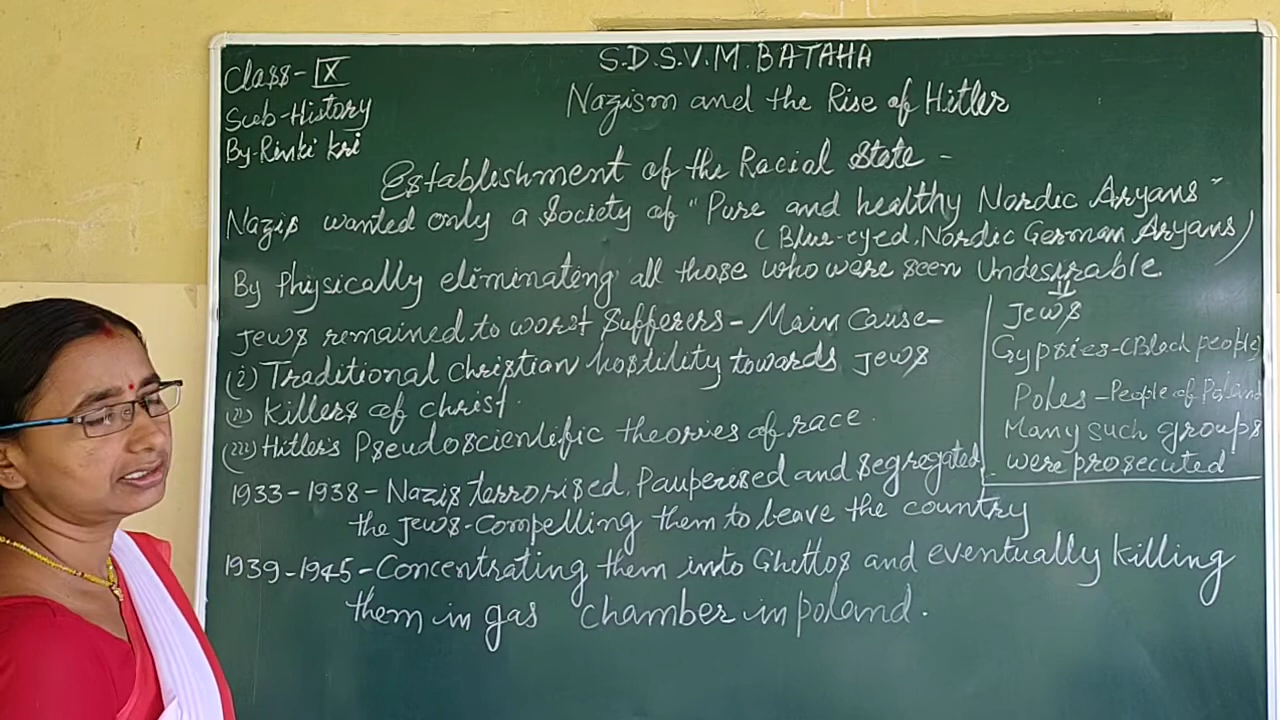 Class - IX
Sub-History
By-Rinki kri
S.D.S.V.M. BATAHA
Nazism and the Rise of Hitler
Establishment of the Racial State -
Nazis wanted only a Society of "Pure and healthy Nordic Aryans"
(Blue-eyed, Nordic German Aryans)
By Physically eliminating all those who were seen Undesirable
Jews remained to worst Sufferers - Main Cause-
(i) Traditional Christian hostility towards Jews
(ii) Killers of Christ.
(iii) Hitler's Pseudoscientific theories of race.
1933-1938- Nazis terrorised, Pauperised and segregated
the Jews-Compelling them to leave the country
1939-1945-Concentrating them into Ghettos and eventually killing
them in gas Chamber in poland.
Jews
Gypsies-(Black people)
Poles - People of Poland
Many such groups
were prosecuted